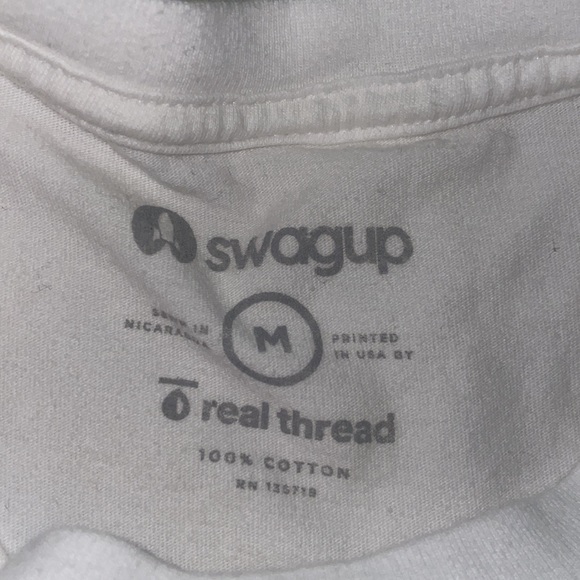 swagup
SEWN IN
NICARAGUA
M
PRINTED
IN USA BY
real thread
100% COTTON
RN 135719